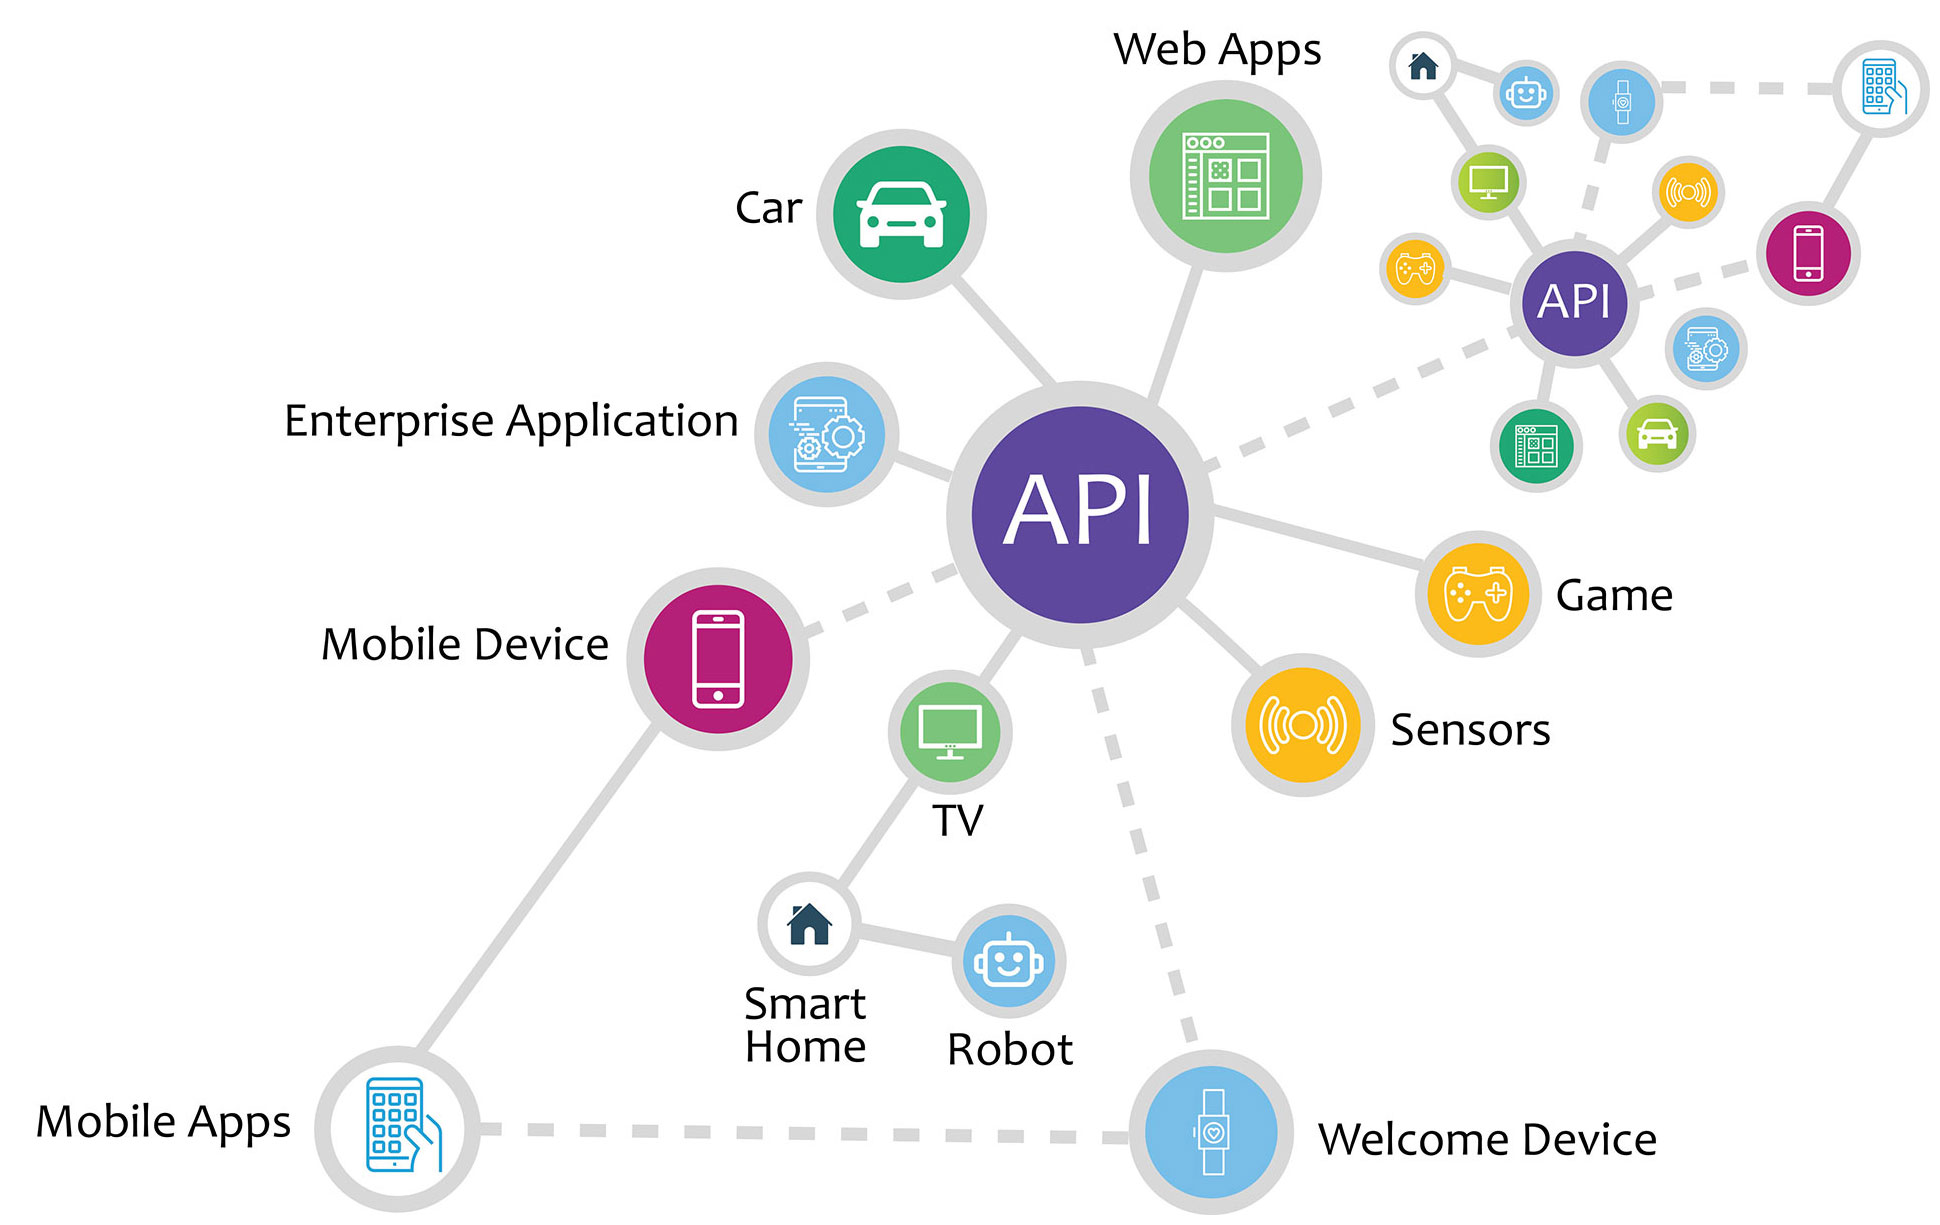 Web Apps
Car
API
Enterprise Application
API
Game
Mobile Device
Sensors
TV
Smart
Home
Robot
Mobile Apps
Welcome Device